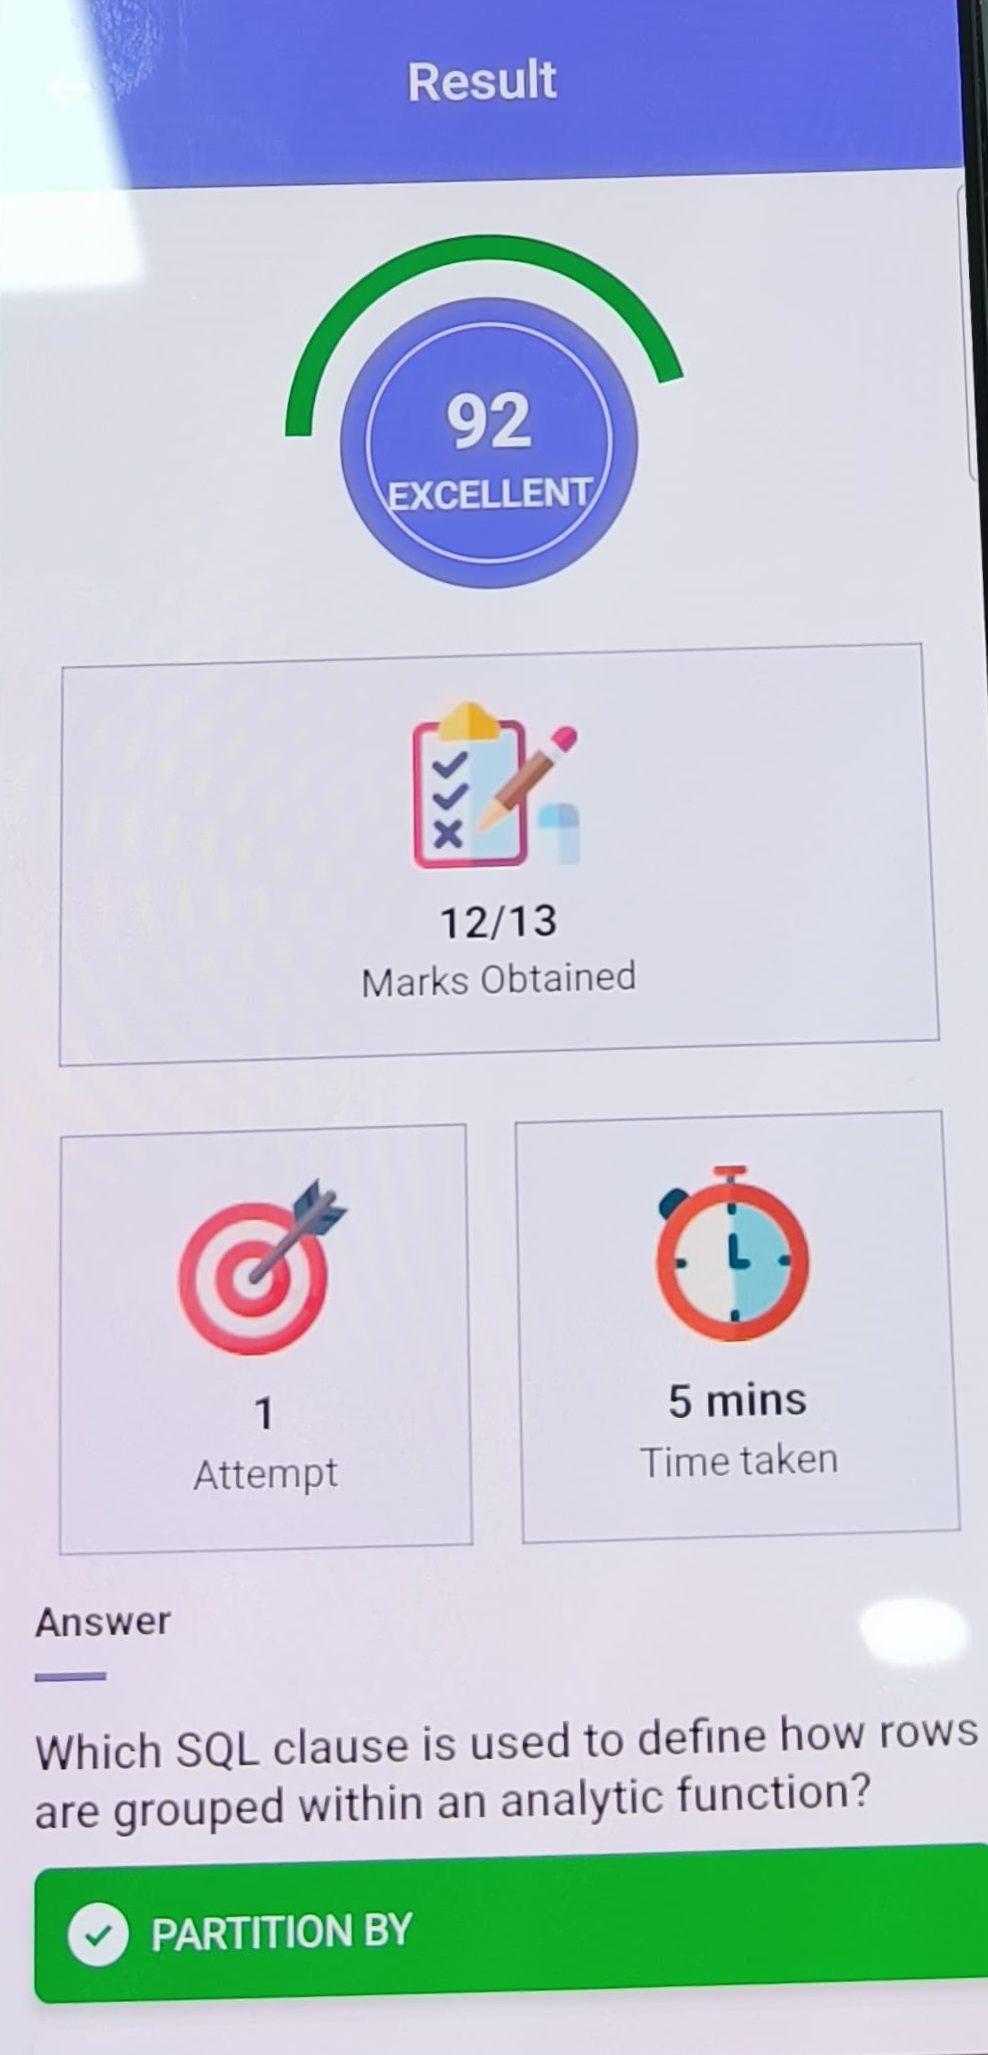 Result
92
EXCELLENT
12/13
Marks Obtained
1
Attempt
5 mins
Time taken
Answer
Which SQL clause is used to define how rows
are grouped within an analytic function?
PARTITION BY